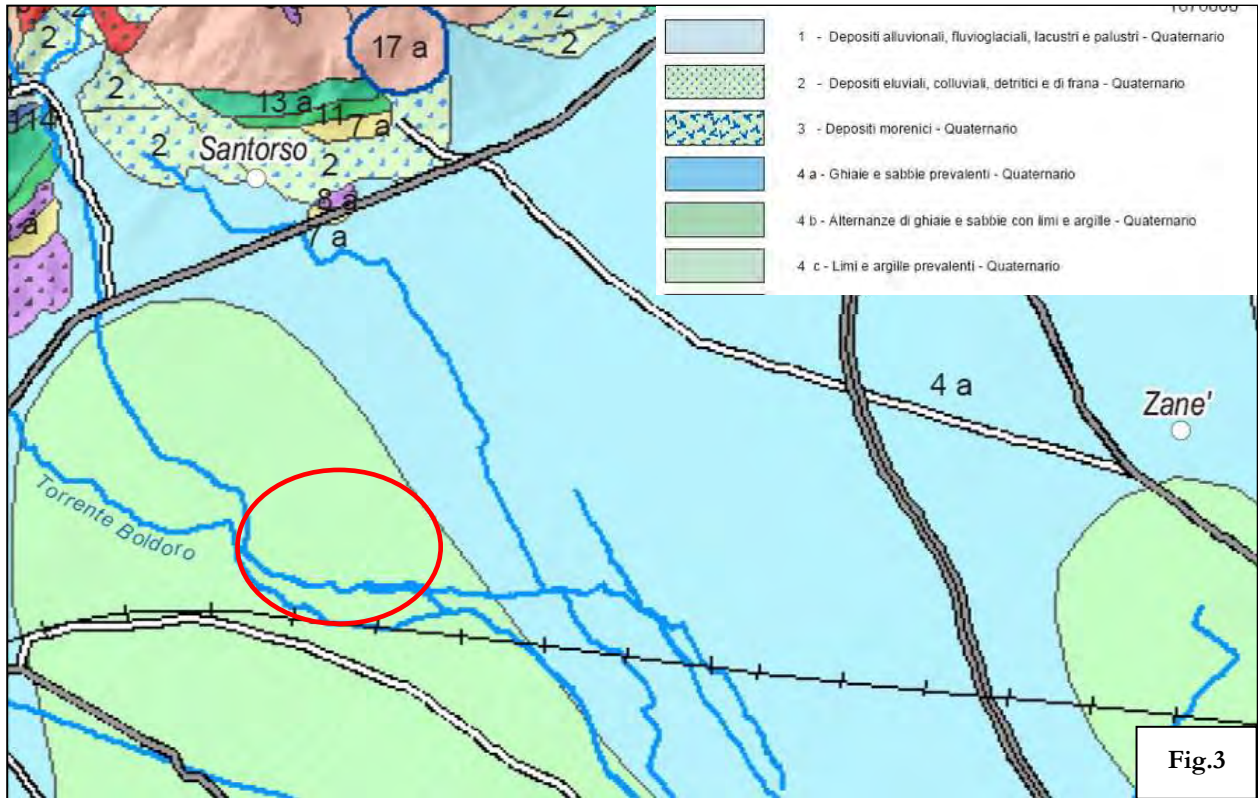 2
2
17 a
2
13 a
11
7 a
14
2
2
Santorso
8 a
7 a
a
Torrente Boldoro
4 a
Zane'
1 - Depositi alluvionali, fluvioglaciali, lacustri e palustri - Quaternario
2 - Depositi eluviali, colluviali, detritici e di frana - Quaternario
3 - Depositi morenici - Quaternario
4 a - Ghiaie e sabbie prevalenti - Quaternario
4 b - Alternanze di ghiaie e sabbie con limi e argille - Quaternario
4 c - Limi e argille prevalenti - Quaternario
Fig.3